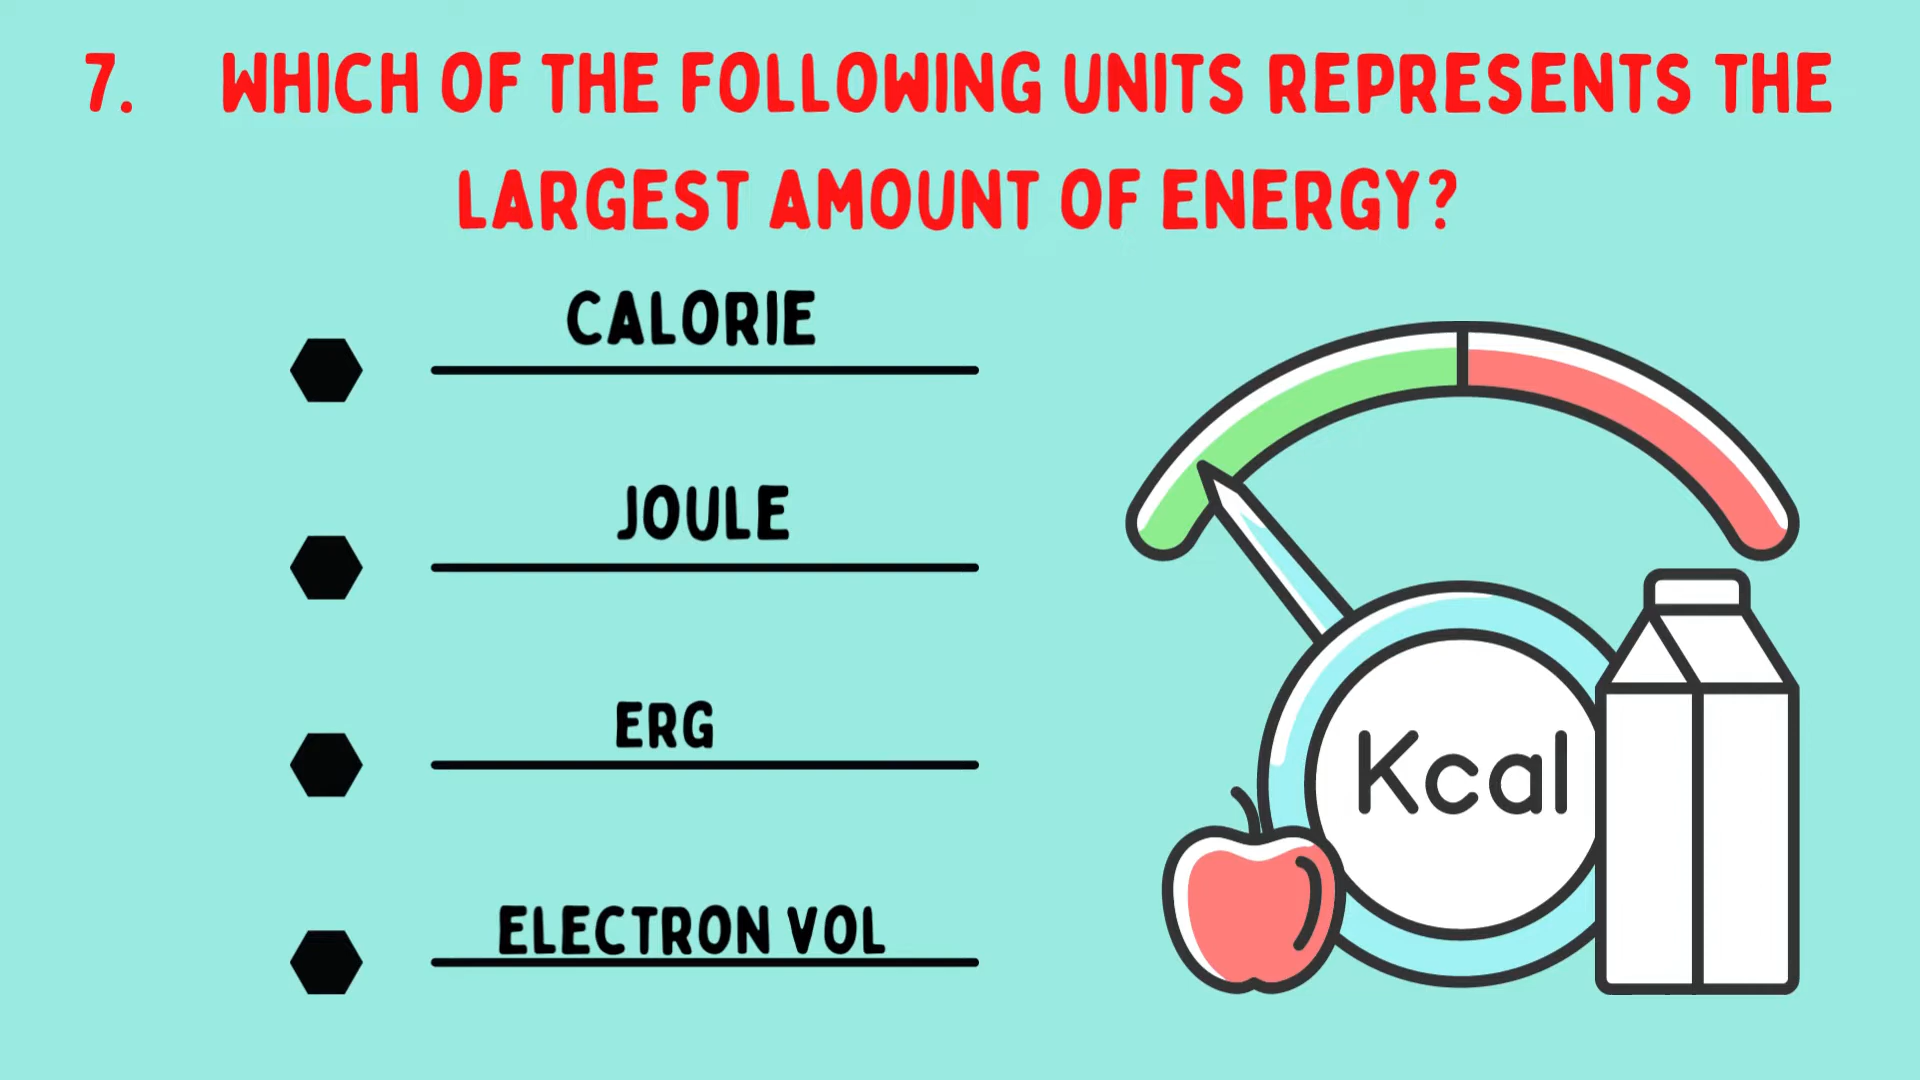 7. WHICH OF THE FOLLOWING UNITS REPRESENTS THE
LARGEST AMOUNT OF ENERGY?
CALORIE
JOULE
ERG
ELECTRON VOL
Kcal